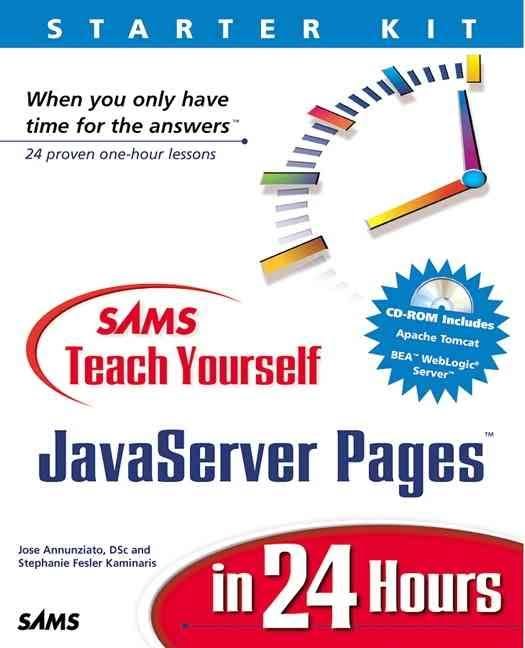 STARTER KIT
When you only have
time for the answers™
24 proven one-hour lessons
CD-ROM Includes
Apache Tomcat
BEA™ WebLogic®
Server™
SAMS
Teach Yourself
JavaServer Pages™
Jose Annunziato, DSc and
Stephanie Fesler Kaminaris
in 24 Hours
SAMS